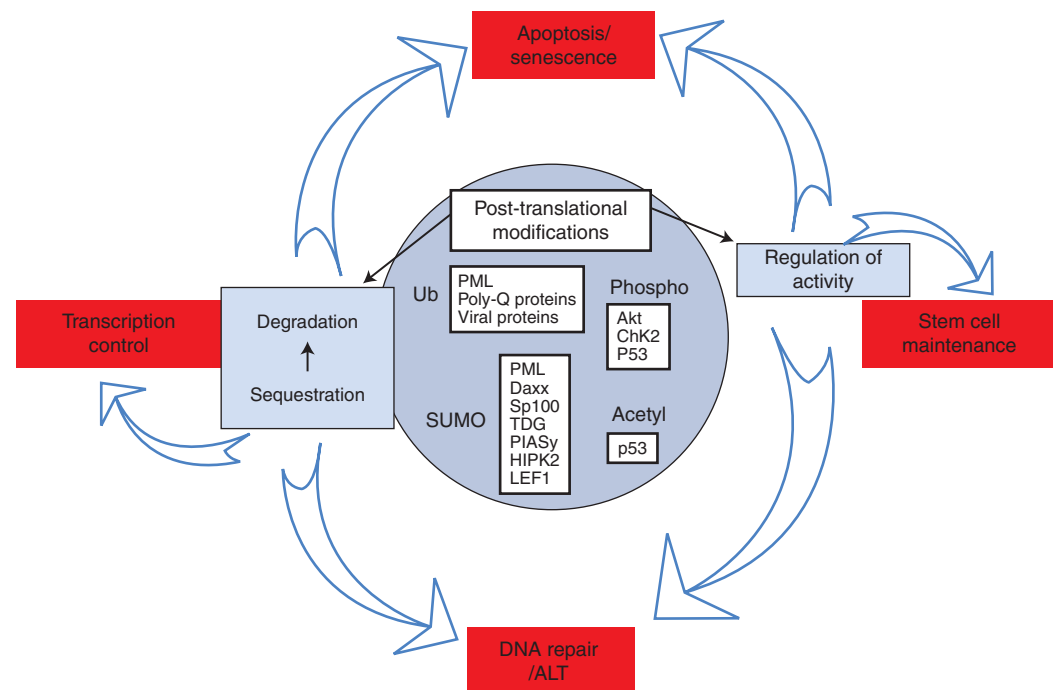 Apoptosis/
senescence
Post-translational
modifications
Regulation of
activity
Ub
PML
Poly-Q proteins
Viral proteins
Phospho
Akt
ChK2
P53
Transcription
control
Degradation
Sequestration
Stem cell
maintenance
SUMO
PML
Daxx
Sp100
TDG
PIASy
HIPK2
LEF1
Acetyl
p53
DNA repair
/ALT